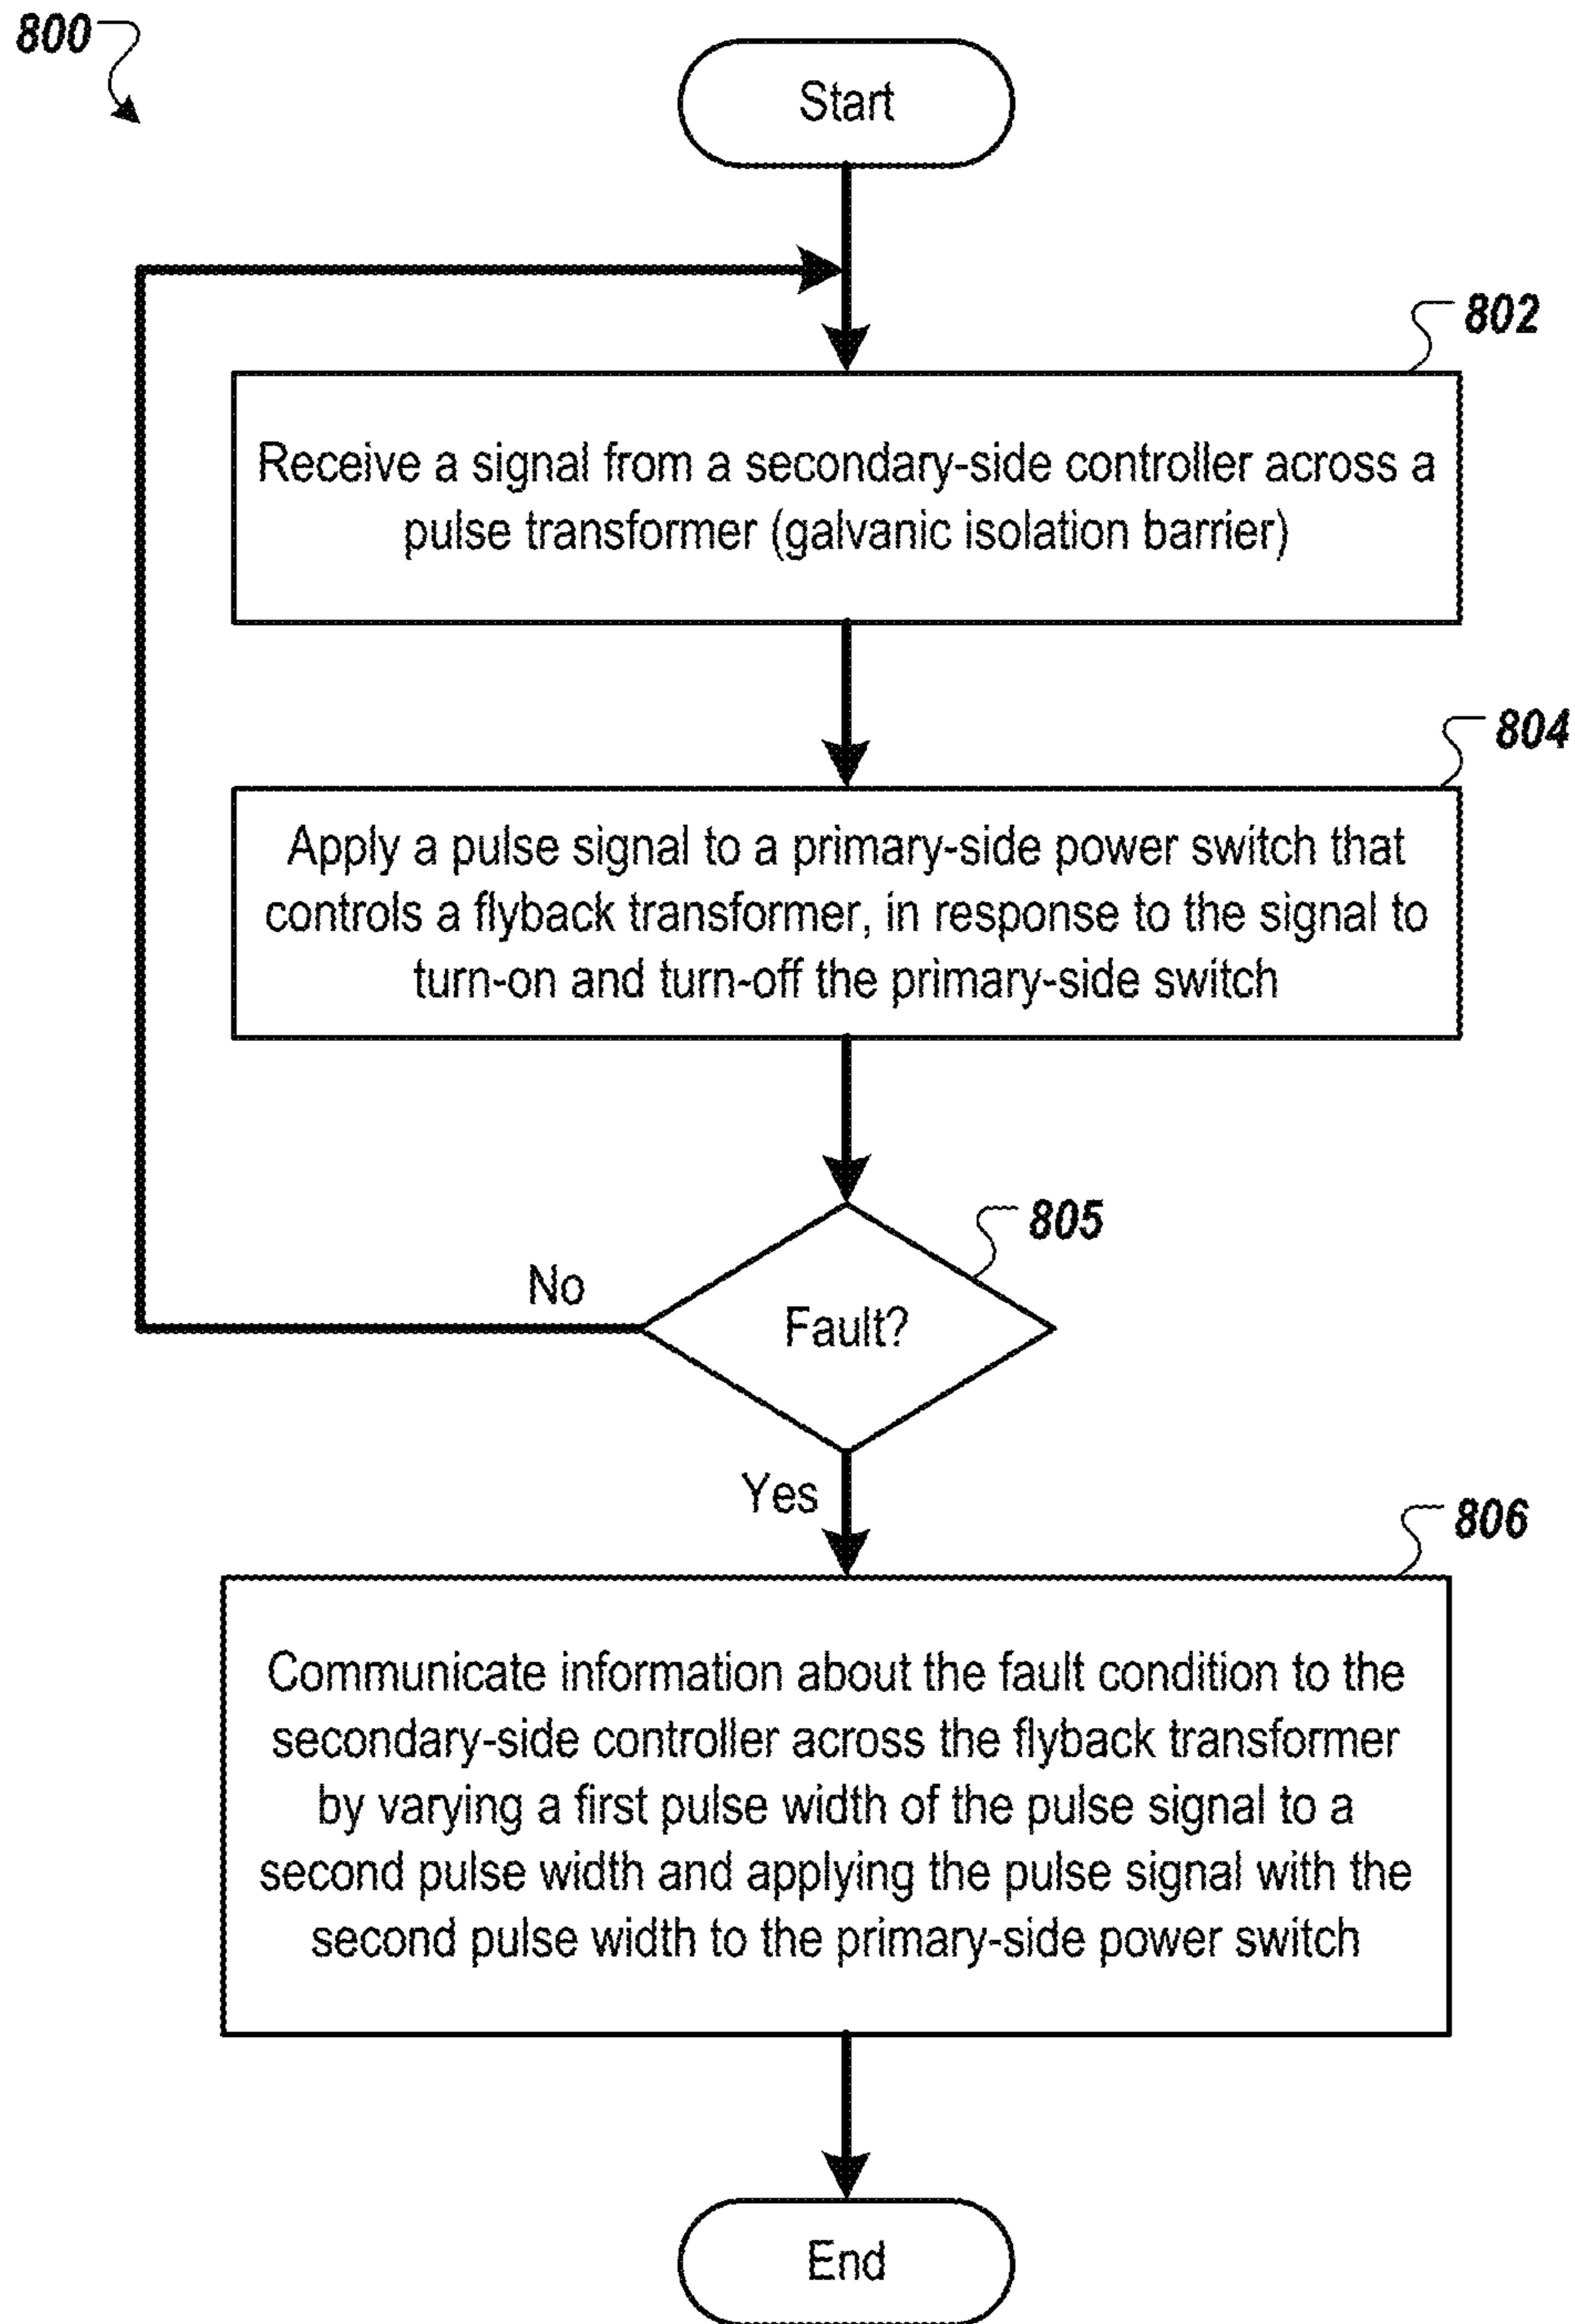 800
Start
802
Receive a signal from a secondary-side controller across a
pulse transformer (galvanic isolation barrier)
804
Apply a pulse signal to a primary-side power switch that
controls a flyback transformer, in response to the signal to
turn-on and turn-off the primary-side switch
805
No
Fault?
Yes
806
Communicate information about the fault condition to the
secondary-side controller across the flyback transformer
by varying a first pulse width of the pulse signal to a
second pulse width and applying the pulse signal with the
second pulse width to the primary-side power switch
End